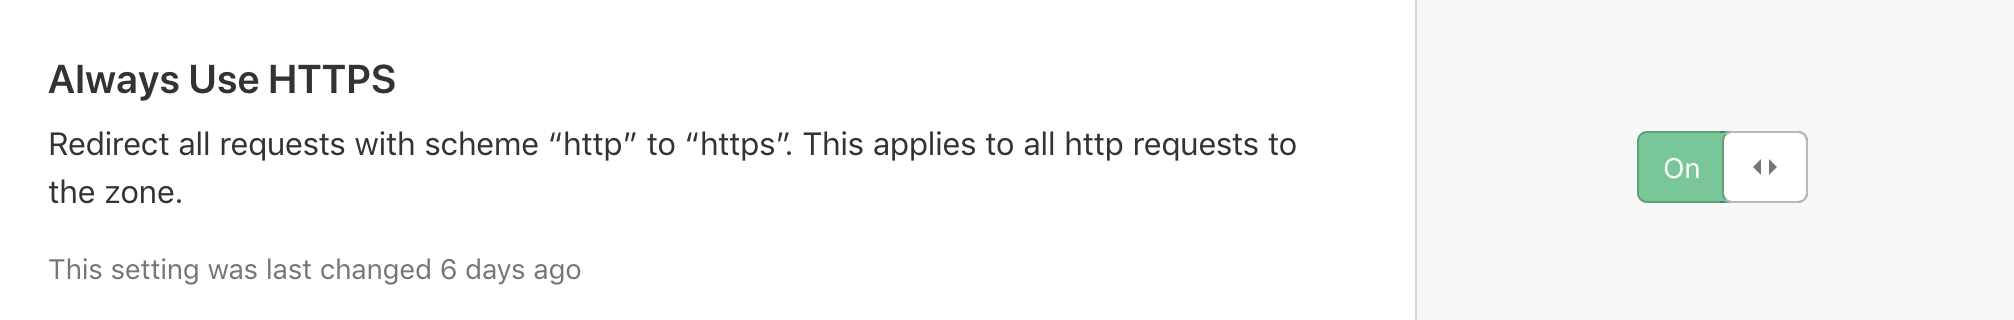 Always Use HTTPS
Redirect all requests with scheme “http” to “https”. This applies to all http requests to
the zone.
On
This setting was last changed 6 days ago